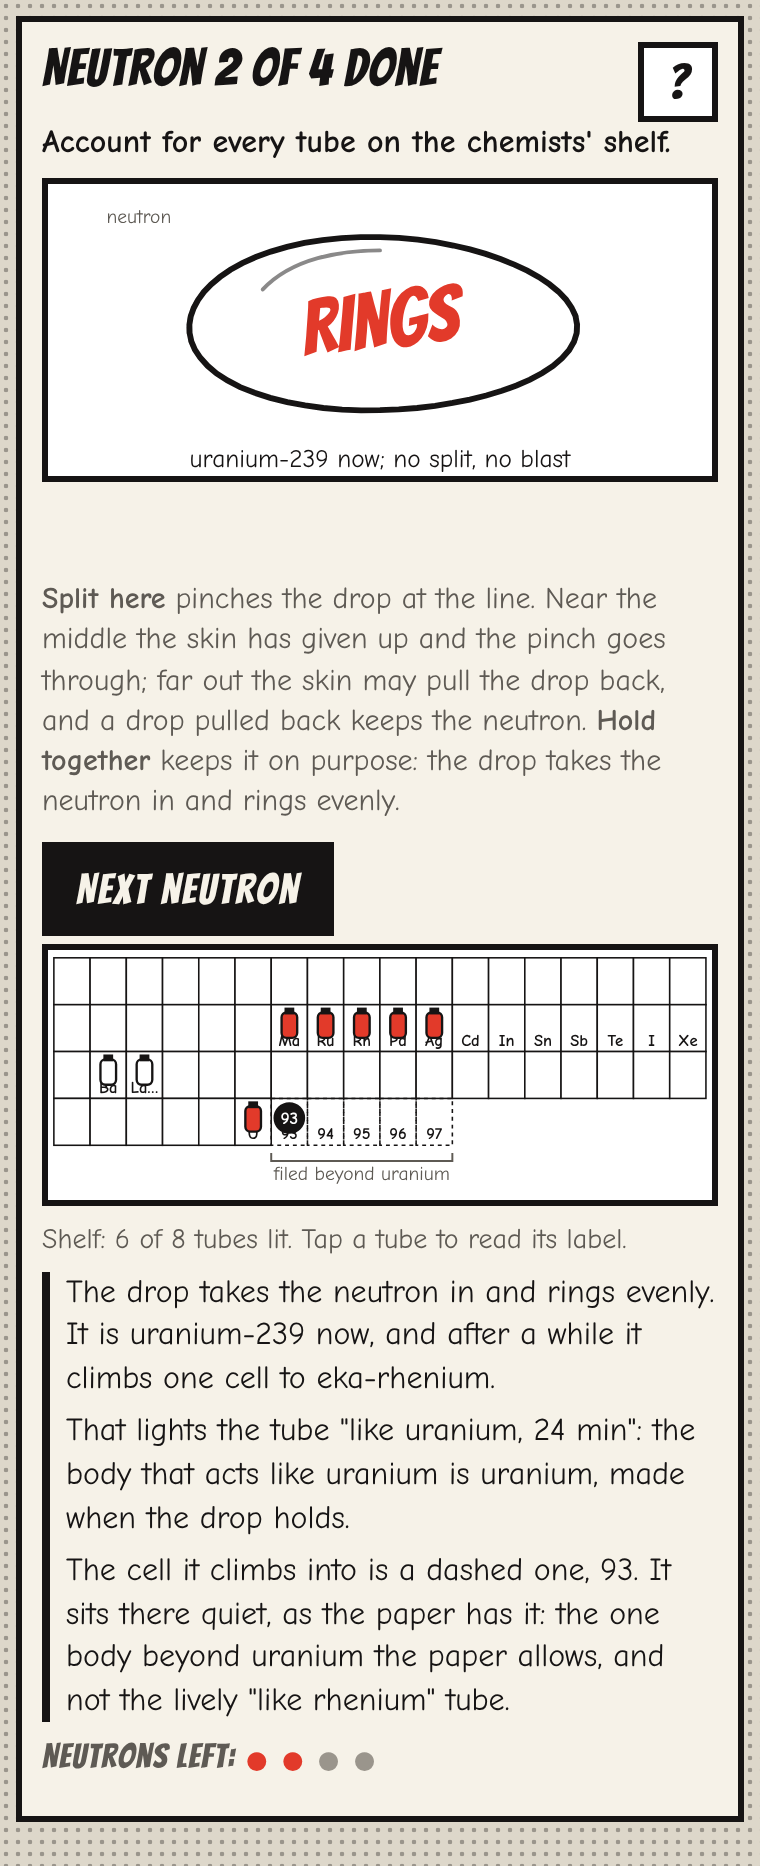 NEUTRON 2 OF 4 DONE
?
Account for every tube on the chemists' shelf.
neutron
RINGS
uranium-239 now; no split, no blast
Split here pinches the drop at the line. Near the
middle the skin has given up and the pinch goes
through; far out the skin may pull the drop back,
and a drop pulled back keeps the neutron. Hold
together keeps it on purpose: the drop takes the
neutron in and rings evenly.
NEXT NEUTRON
Ma Ru Rh Pd Ag Cd In Sn Sb Te I Xe
Ba La...
U 93 93 94 95 96 97
filed beyond uranium
Shelf: 6 of 8 tubes lit. Tap a tube to read its label.
The drop takes the neutron in and rings evenly.
It is uranium-239 now, and after a while it
climbs one cell to eka-rhenium.
That lights the tube "like uranium, 24 min": the
body that acts like uranium is uranium, made
when the drop holds.
The cell it climbs into is a dashed one, 93. It
sits there quiet, as the paper has it: the one
body beyond uranium the paper allows, and
not the lively "like rhenium" tube.
NEUTRONS LEFT: